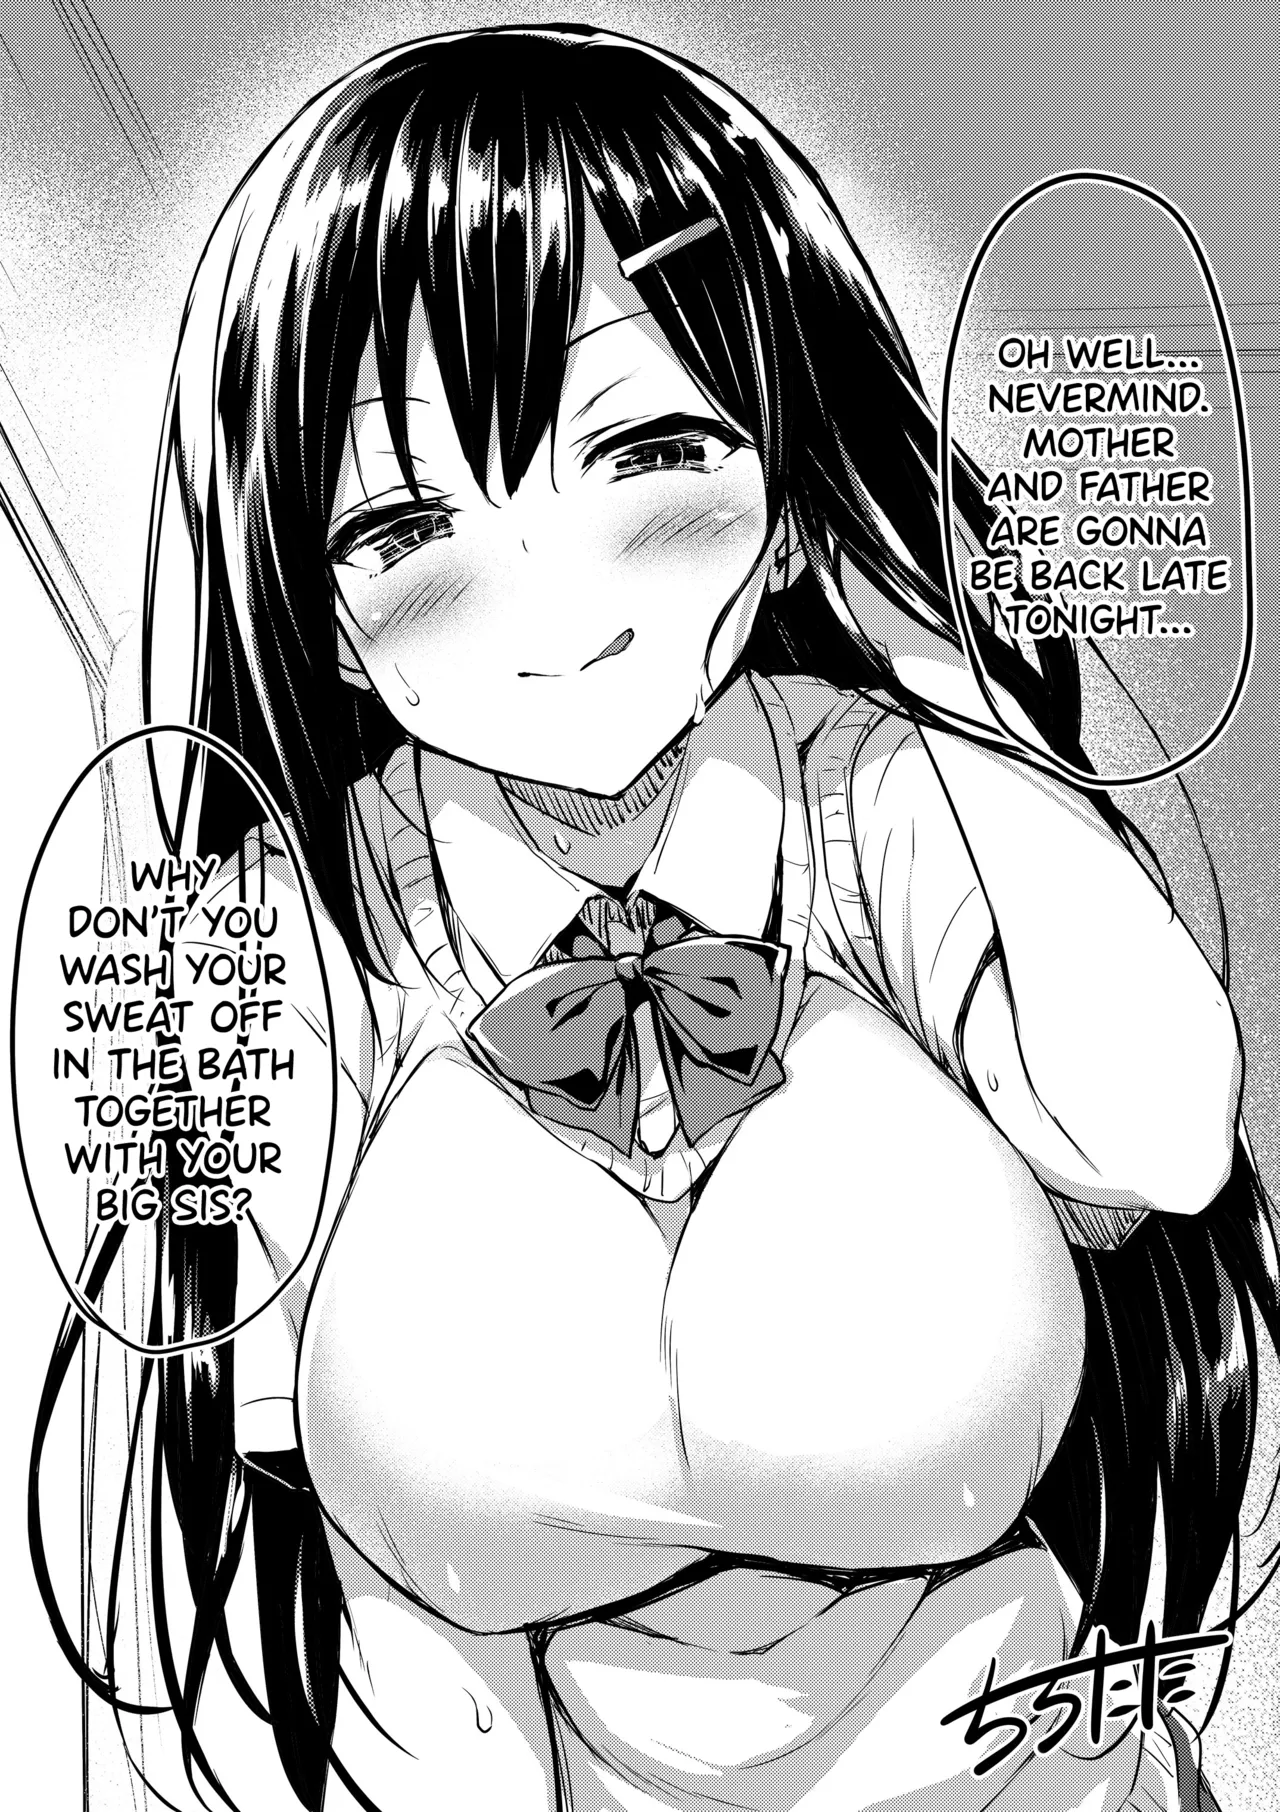 OH WELL...
NEVERMIND.
MOTHER
AND FATHER
ARE GONNA
BE BACK LATE
TONIGHT...
WHY
DON'T YOU
WASH YOUR
SWEAT OFF
IN THE BATH
TOGETHER
WITH YOUR
BIG SIS?